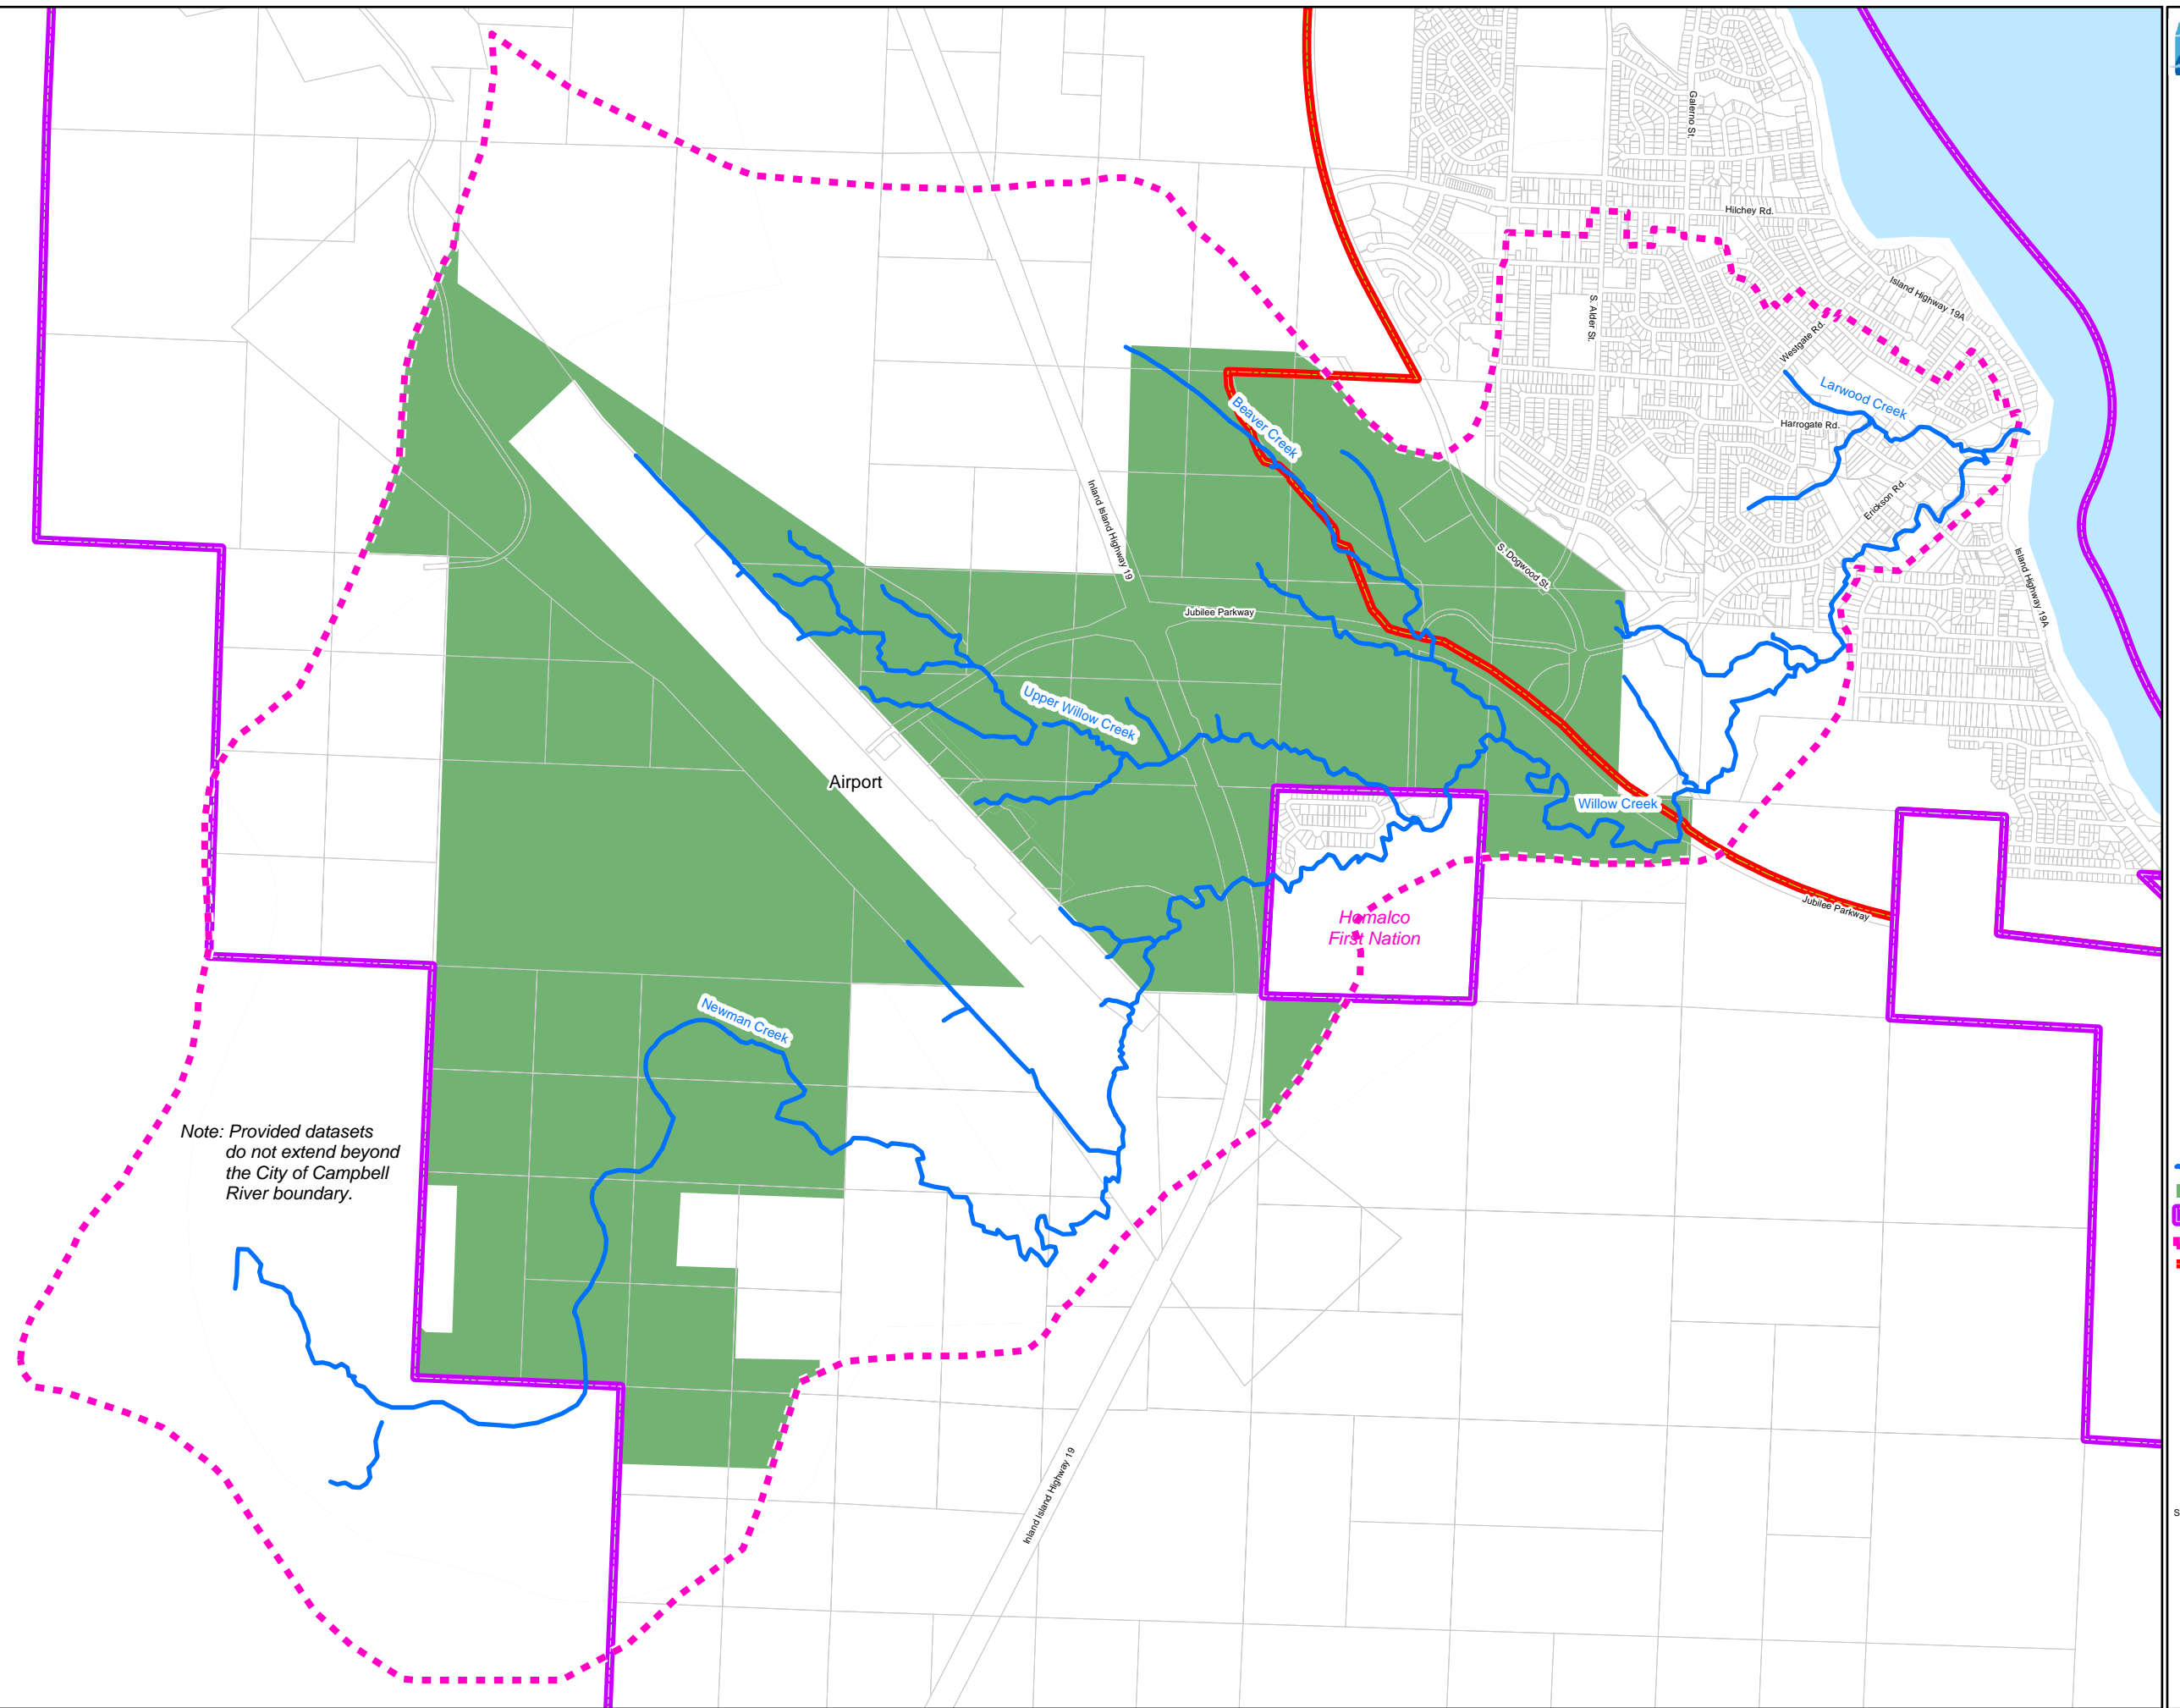 Galerno St.
Hilchey Rd.
Island Highway 19A
S. Alder St.
Westgate Rd.
Larwood Creek
Harrogate Rd.
Beaver Creek
Erickson Rd.
Inland Island Highway 19
S. Dogwood St.
Island Highway 19A
Jubilee Parkway
Upper Willow Creek
Airport
Willow Creek
Jubilee Parkway
Homalco
First Nation
Newman Creek
Note: Provided datasets
do not extend beyond
the City of Campbell
River boundary.
Inland Island Highway 19